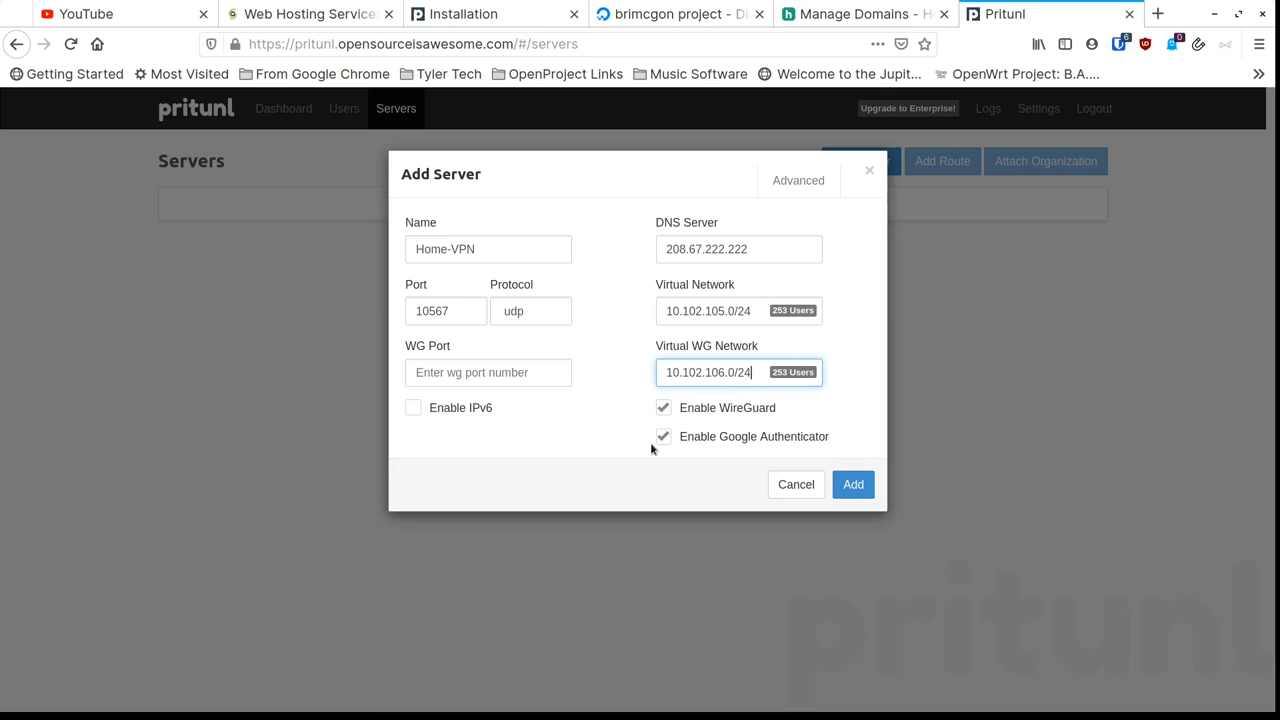 YouTube
Web Hosting Services
Installation
brimcgon project - Di
Manage Domains - H
Pritunl
https://pritunl.opensourceisawesome.com/#/servers
6
0
Getting Started
Most Visited
From Google Chrome
Tyler Tech
OpenProject Links
Music Software
Welcome to the Jupit...
OpenWrt Project: B.A....
pritunl
Dashboard
Users
Servers
Upgrade to Enterprise!
Logs
Settings
Logout
Servers
Add Route
Attach Organization
Add Server
Advanced
Name
DNS Server
Home-VPN
208.67.222.222
Port
Protocol
Virtual Network
10567
udp
10.102.105.0/24
253 Users
WG Port
Virtual WG Network
Enter wg port number
10.102.106.0/24
253 Users
Enable IPv6
Enable WireGuard
Enable Google Authenticator
Cancel
Add
pritunl